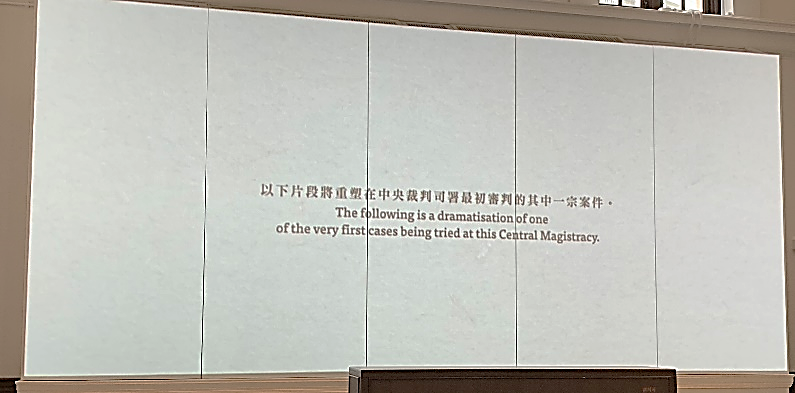 以下片段將重塑在中央裁判司署最初審判的其中一宗案件。
The following is a dramatisation of one
of the very first cases being tried at this Central Magistracy.